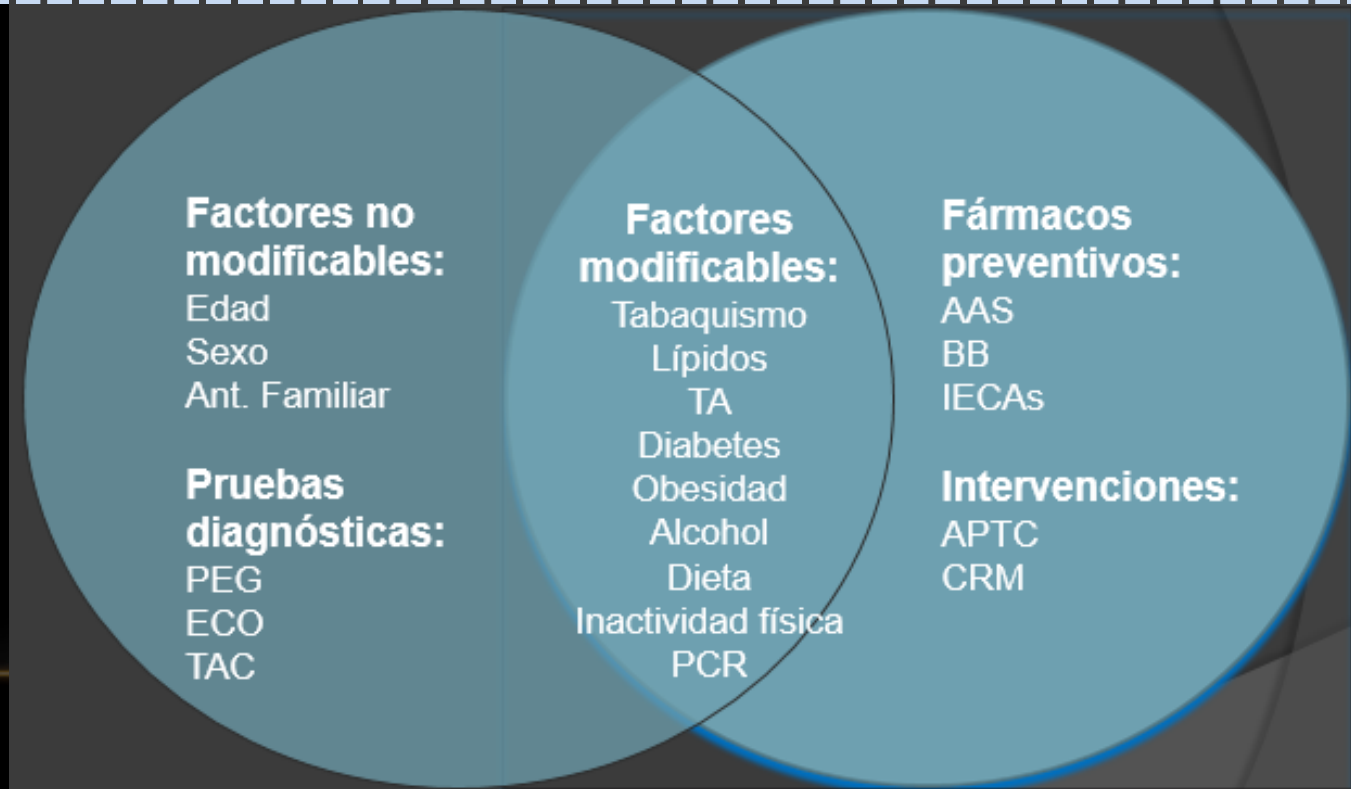 Factores no
modificables:
Edad
Sexo
Ant. Familiar
Pruebas
diagnósticas:
PEG
ECO
TAC
Factores
modificables:
Tabaquismo
Lípidos
TA
Diabetes
Obesidad
Alcohol
Dieta
Inactividad física
PCR
Fármacos
preventivos:
AAS
BB
IECAs
Intervenciones:
APTC
CRM